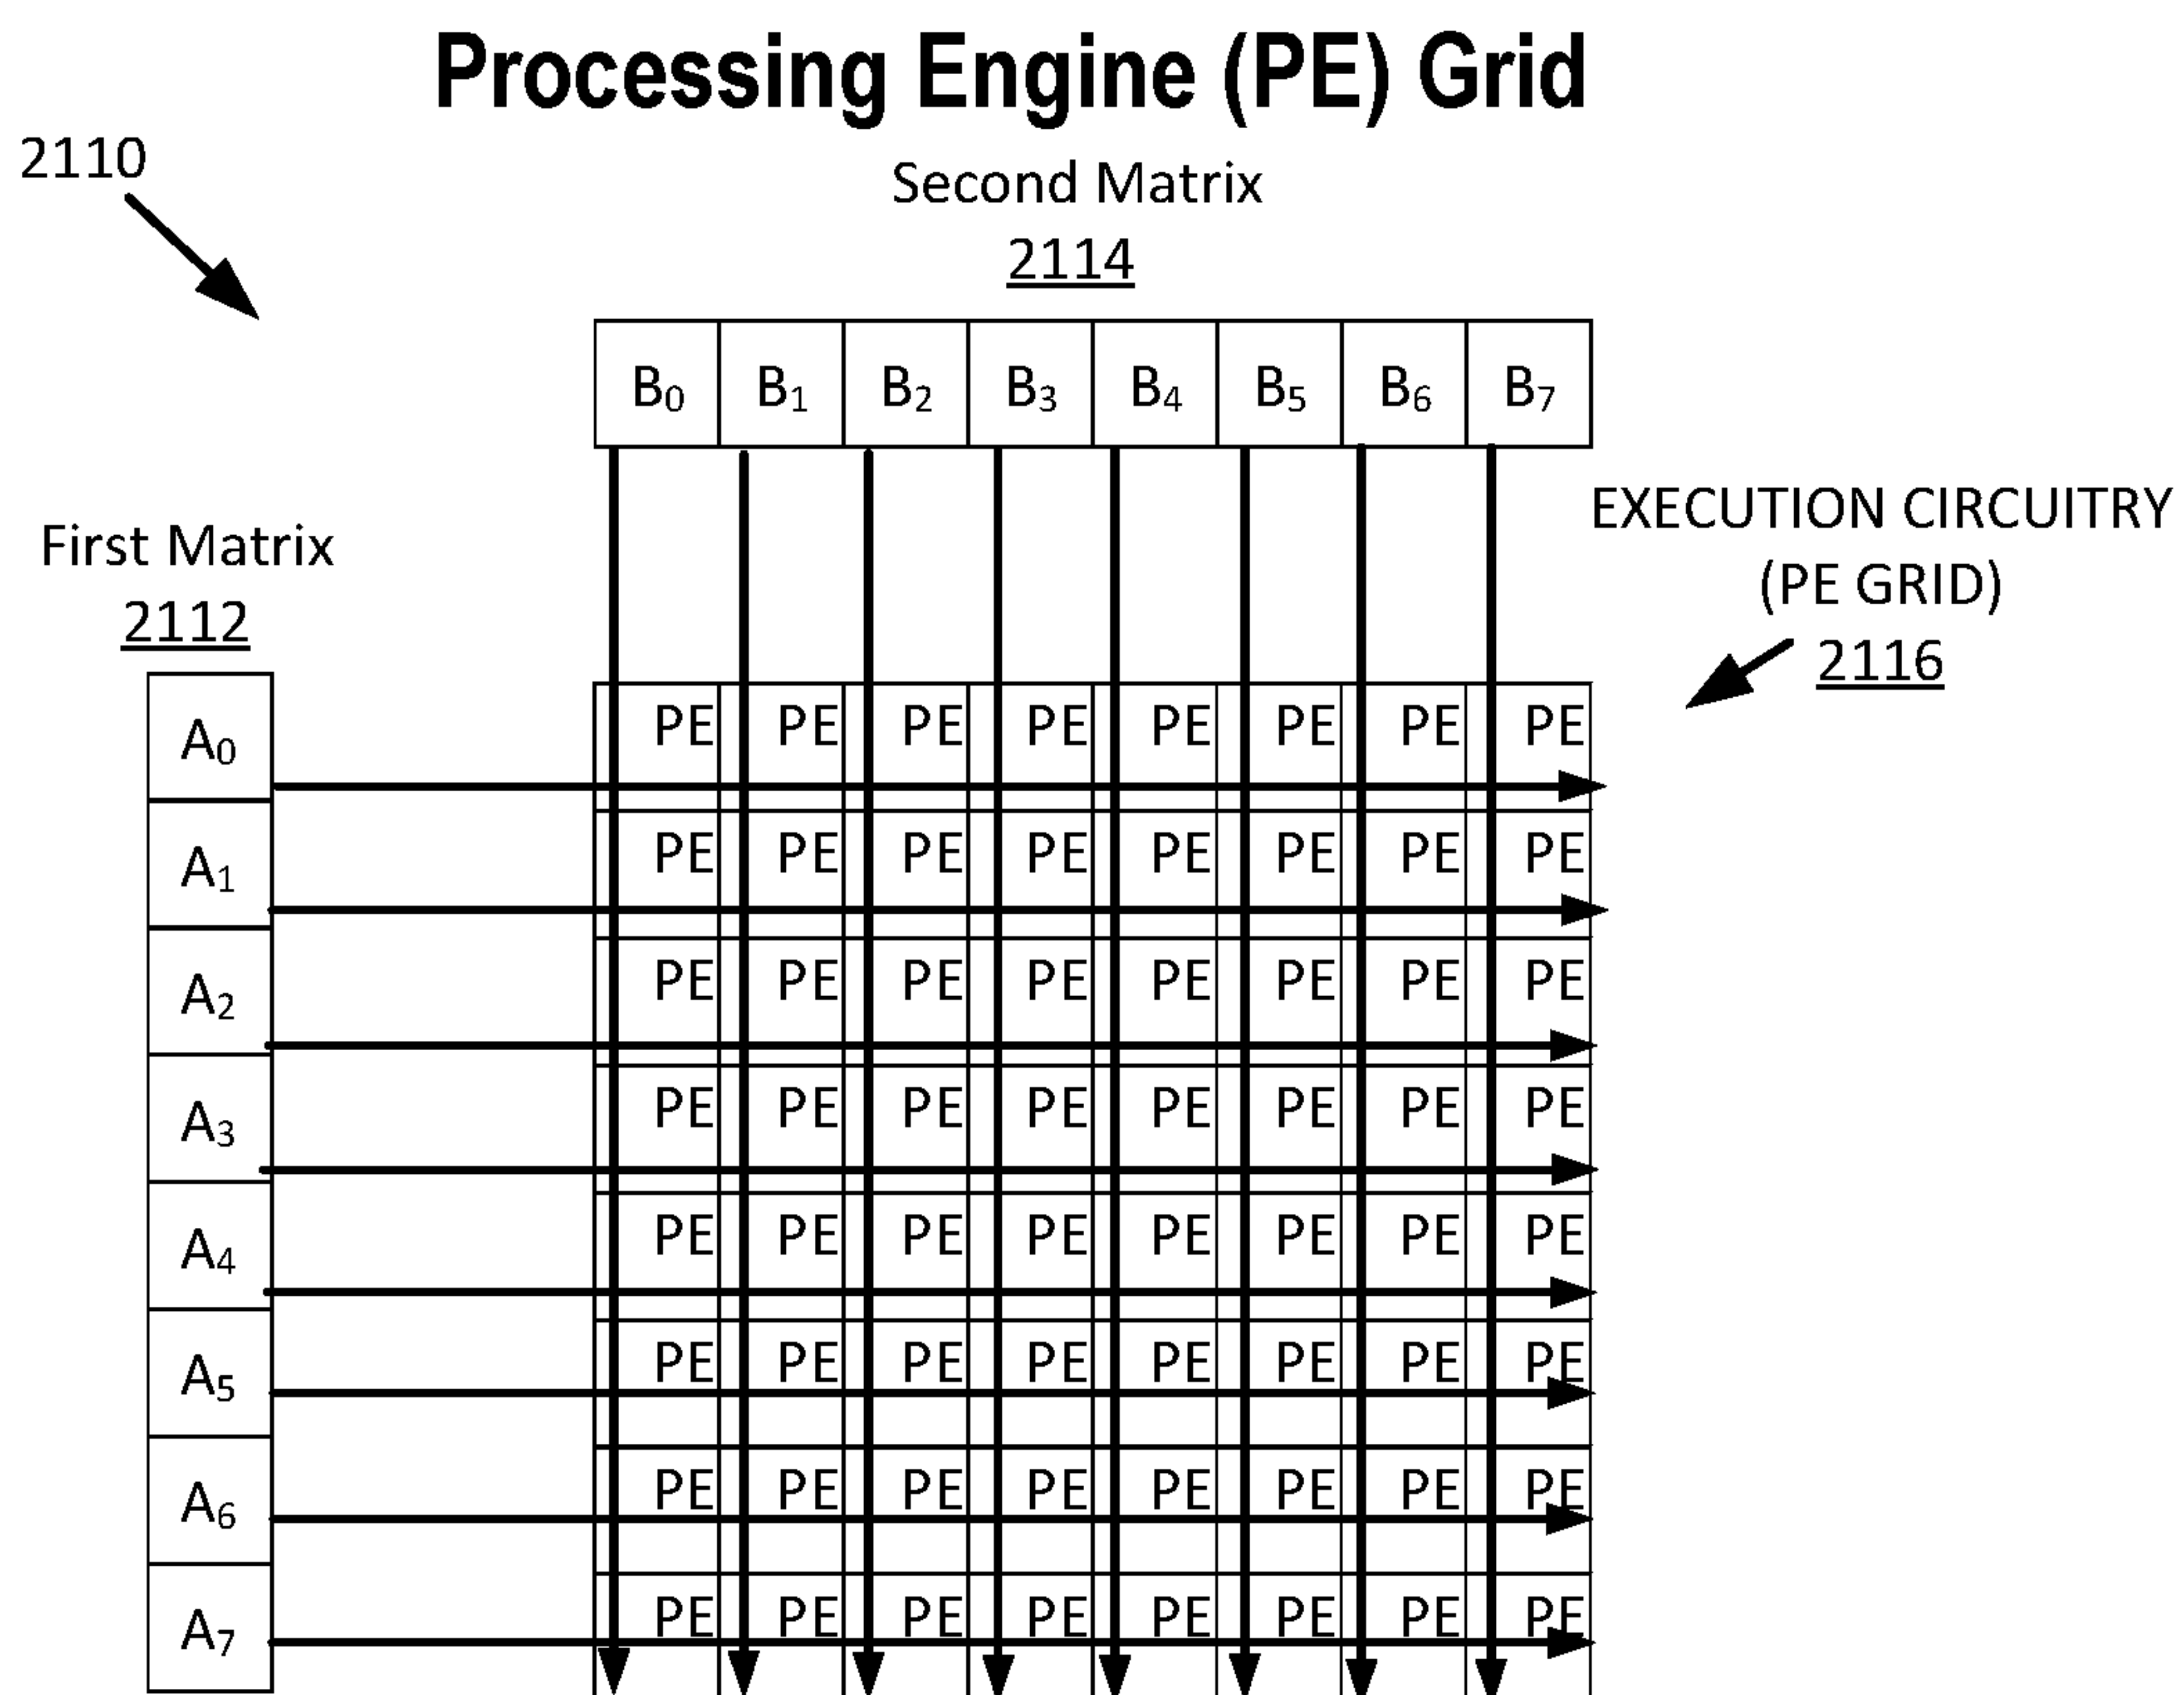 Processing Engine (PE) Grid
2110
Second Matrix
2114
B0 B1 B2 B3 B4 B5 B6 B7
EXECUTION CIRCUITRY
(PE GRID)
2116
First Matrix
2112
A0 PE PE PE PE PE PE PE PE
A1 PE PE PE PE PE PE PE PE
A2 PE PE PE PE PE PE PE PE
A3 PE PE PE PE PE PE PE PE
A4 PE PE PE PE PE PE PE PE
A5 PE PE PE PE PE PE PE PE
A6 PE PE PE PE PE PE PE PE
A7 PE PE PE PE PE PE PE PE